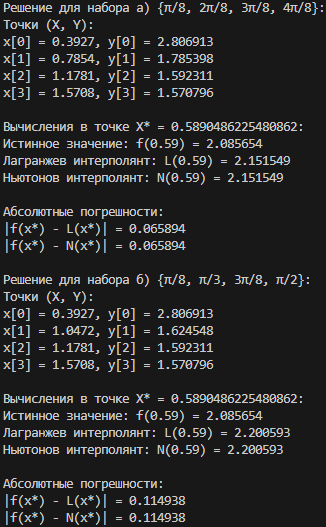 Решение для набора а) {π/8, 2π/8, 3π/8, 4π/8}:
Точки (X, Y):
x[0] = 0.3927, y[0] = 2.806913
x[1] = 0.7854, y[1] = 1.785398
x[2] = 1.1781, y[2] = 1.592311
x[3] = 1.5708, y[3] = 1.570796
Вычисления в точке X* = 0.5890486225480862:
Истинное значение: f(0.59) = 2.085654
Лагранжев интерполянт: L(0.59) = 2.151549
Ньютонов интерполянт: N(0.59) = 2.151549
Абсолютные погрешности:
|f(x*) - L(x*)| = 0.065894
|f(x*) - N(x*)| = 0.065894
Решение для набора б) {π/8, π/3, 3π/8, π/2}:
Точки (X, Y):
x[0] = 0.3927, y[0] = 2.806913
x[1] = 1.0472, y[1] = 1.624548
x[2] = 1.1781, y[2] = 1.592311
x[3] = 1.5708, y[3] = 1.570796
Вычисления в точке X* = 0.5890486225480862:
Истинное значение: f(0.59) = 2.085654
Лагранжев интерполянт: L(0.59) = 2.200593
Ньютонов интерполянт: N(0.59) = 2.200593
Абсолютные погрешности:
|f(x*) - L(x*)| = 0.114938
|f(x*) - N(x*)| = 0.114938